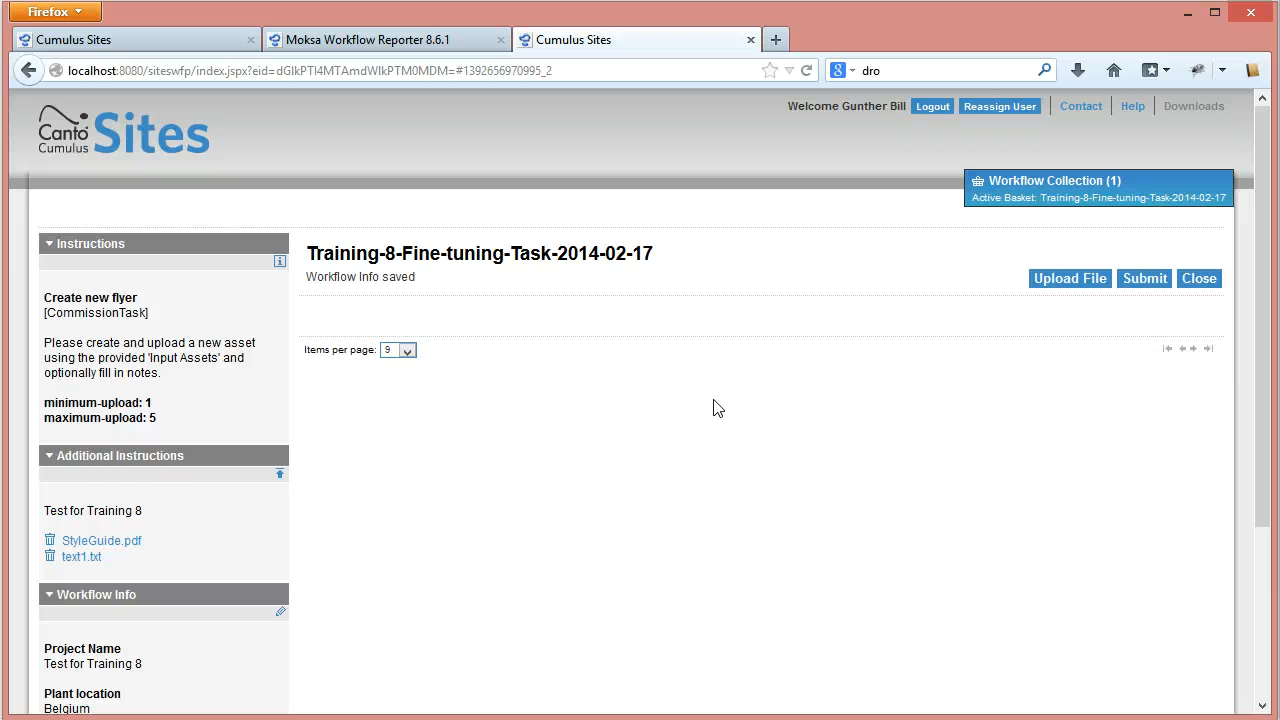 Firefox
Cumulus Sites
Moksa Workflow Reporter 8.6.1
Cumulus Sites
localhost:8080/siteswfp/index.jspx?eid=dGlkPTI4MTAmdWlkPTM0MDM=#1392656970995_2
dro
Welcome Gunther Bill Logout Reassign User Contact Help Downloads
Canto
Cumulus Sites
Workflow Collection (1)
Active Basket: Training-8-Fine-tuning-Task-2014-02-17
Instructions
Create new flyer
[CommissionTask]
Please create and upload a new asset
using the provided 'Input Assets' and
optionally fill in notes.
minimum-upload: 1
maximum-upload: 5
Additional Instructions
Test for Training 8
StyleGuide.pdf
text1.txt
Workflow Info
Project Name
Test for Training 8
Plant location
Belgium
Training-8-Fine-tuning-Task-2014-02-17
Workflow Info saved
Upload File Submit Close
Items per page: 9